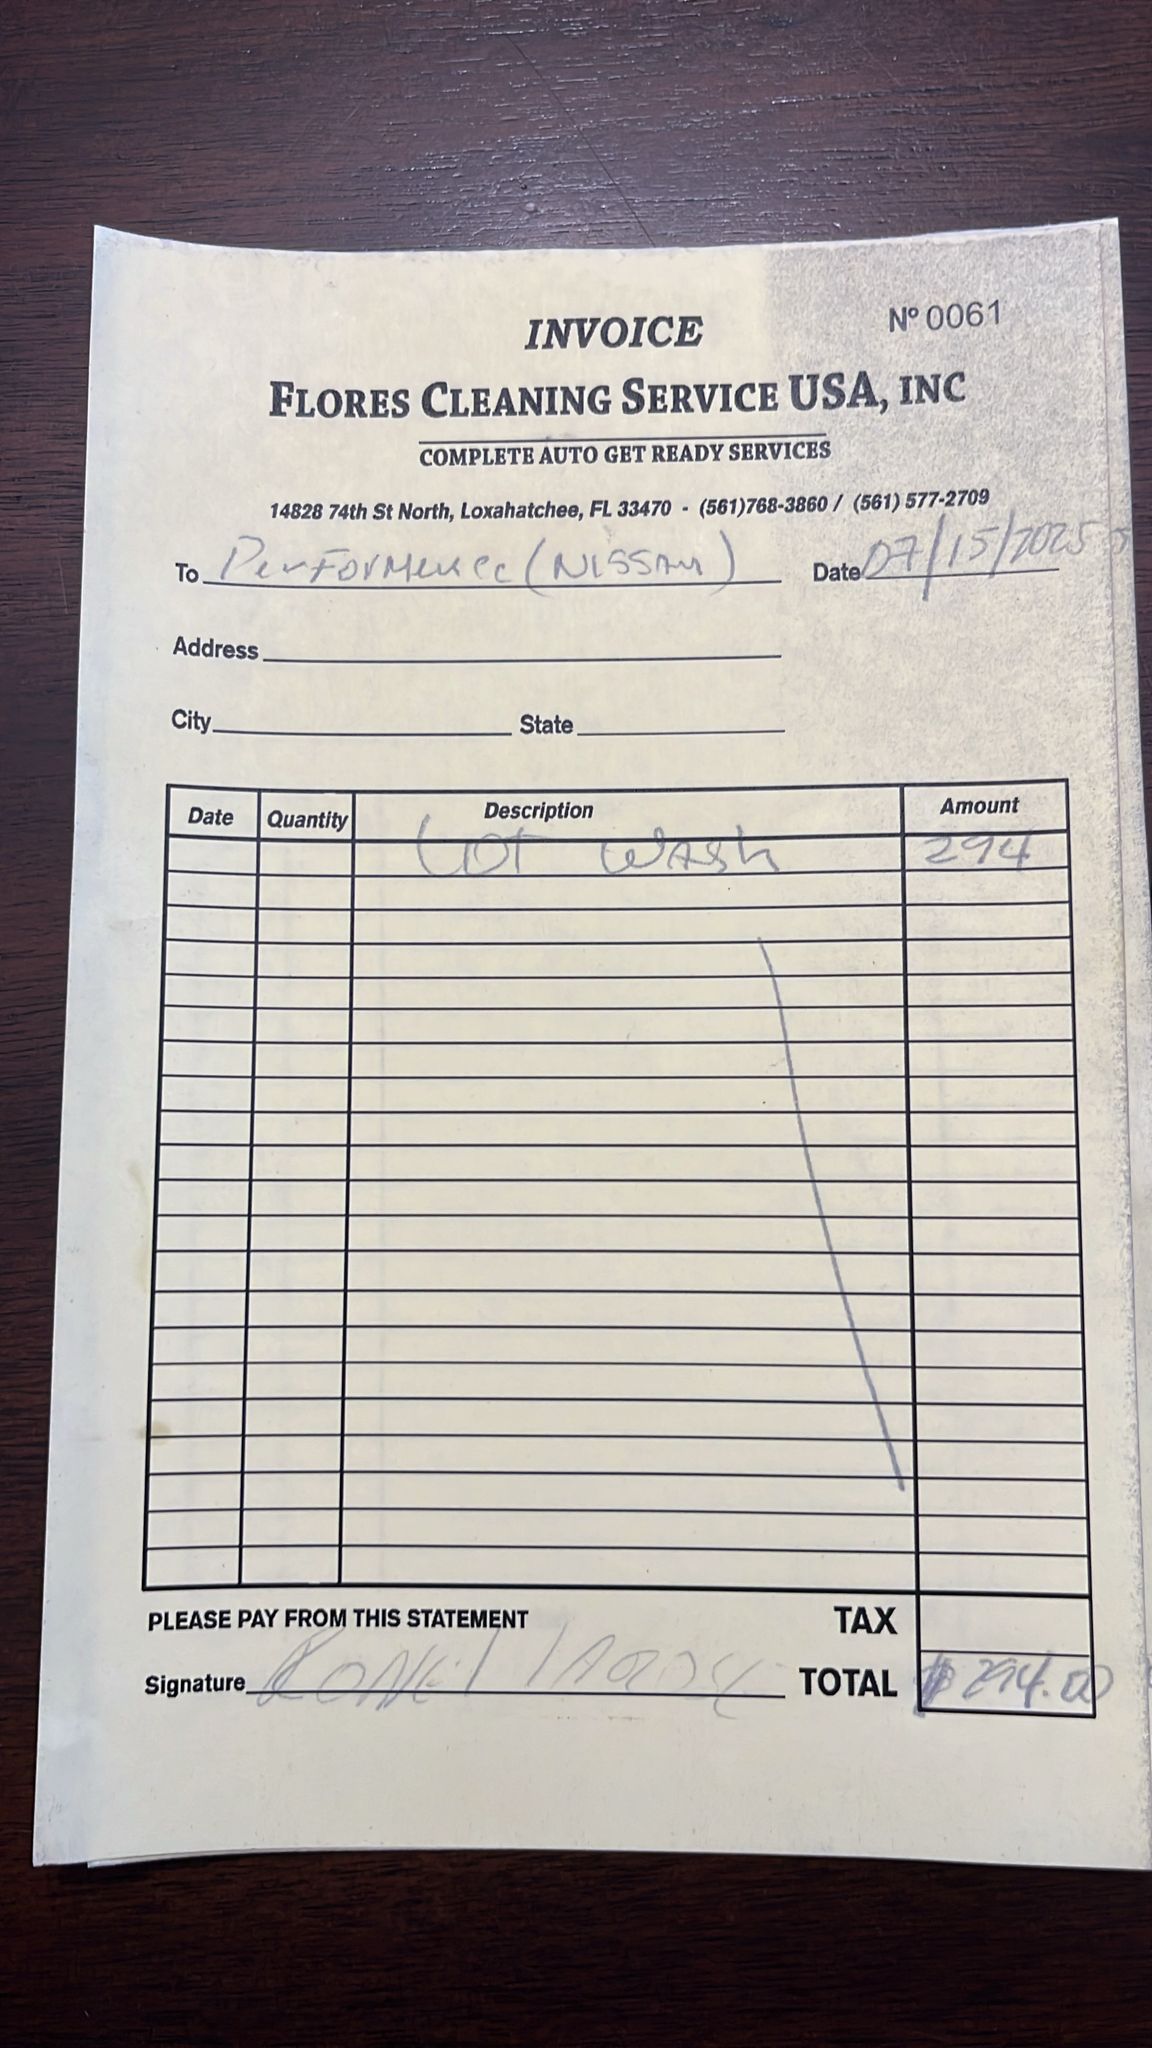 INVOICE
Nº 0061
FLORES CLEANING SERVICE USA, INC
COMPLETE AUTO GET READY SERVICES
14828 74th St North, Loxahatchee, FL 33470 - (561)768-3860 / (561) 577-2709
To Performence (NISSAN) Date 07/15/2025
Address
City State
Date Quantity Description Amount
LOT WASH 294
PLEASE PAY FROM THIS STATEMENT TAX
Signature TOTAL $294.00